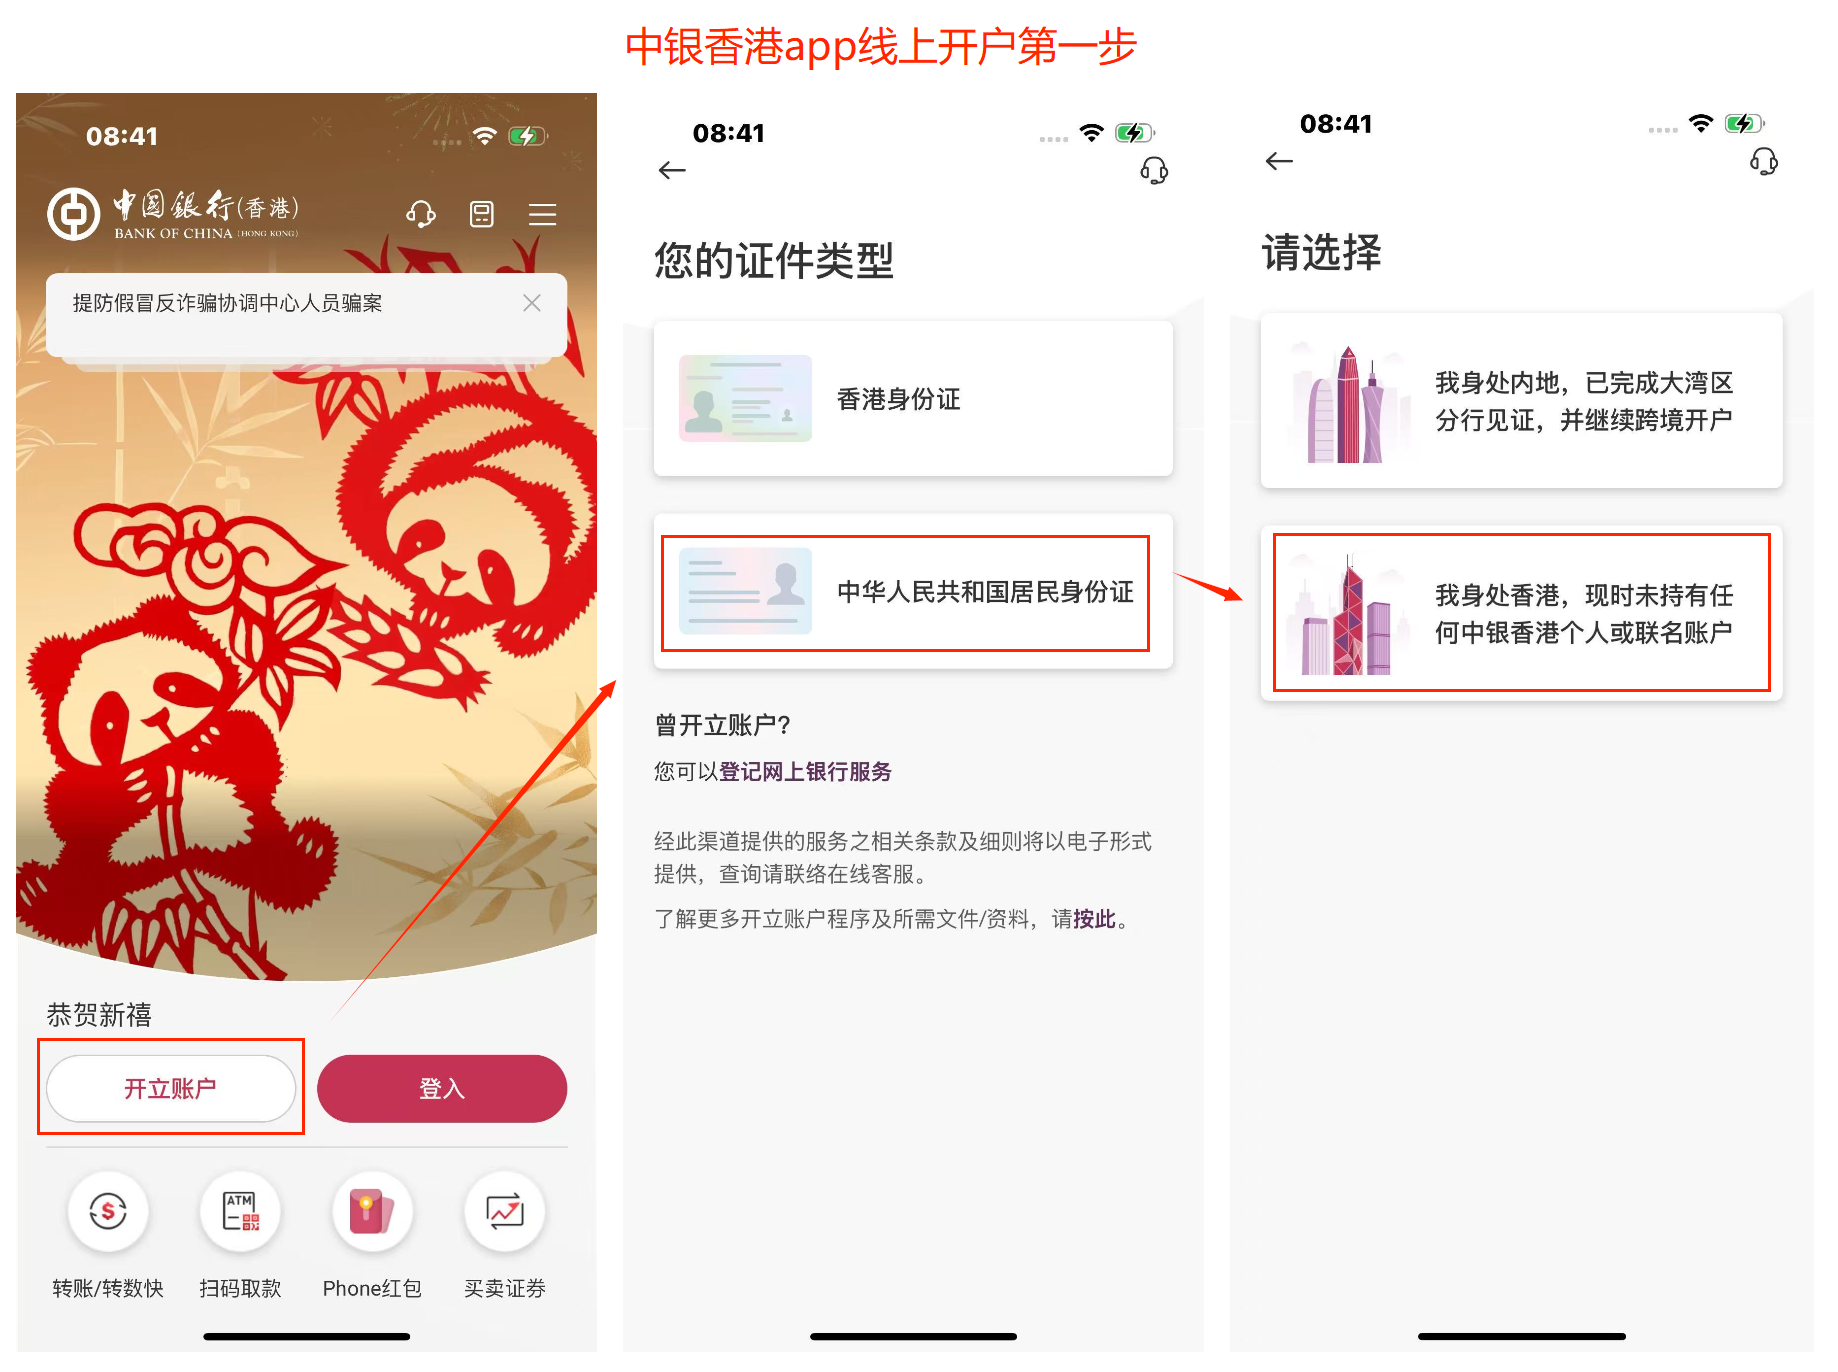 中银香港app线上开户第一步
08:41
中國銀行(香港)
BANK OF CHINA (HONG KONG)
提防假冒反诈骗协调中心人员骗案
恭贺新禧
开立账户
登入
ATM
转账/转数快
扫码取款
Phone红包
买卖证券
08:41
您的证件类型
香港身份证
中华人民共和国居民身份证
曾开立账户?
您可以登记网上银行服务
经此渠道提供的服务之相关条款及细则将以电子形式
提供，查询请联络在线客服。
了解更多开立账户程序及所需文件/资料，请按此。
08:41
请选择
我身处内地，已完成大湾区
分行见证，并继续跨境开户
我身处香港，现时未持有任
何中银香港个人或联名账户